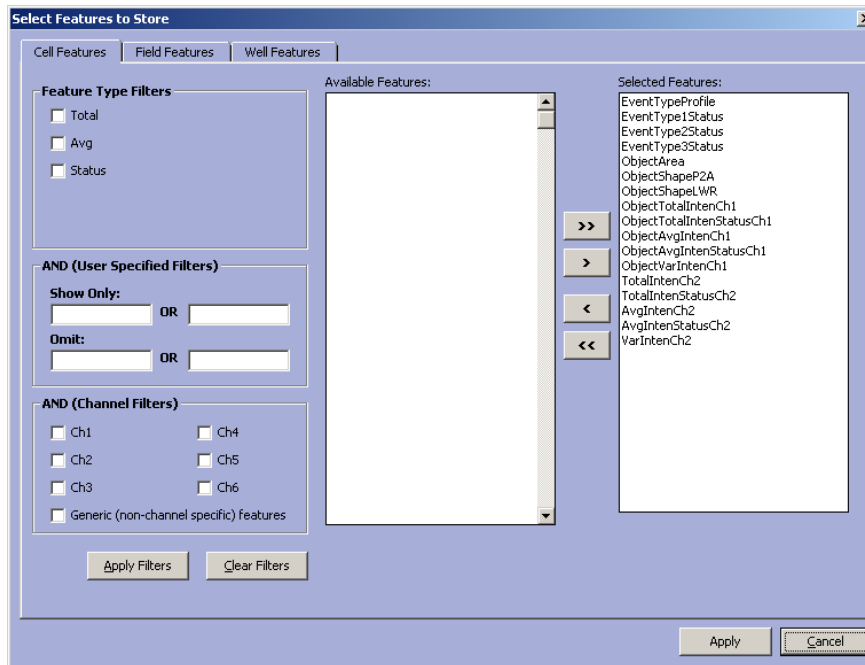 Select Features to Store
Cell Features
Field Features
Well Features
Feature Type Filters
Total
Avg
Status
AND (User Specified Filters)
Show Only:
OR
Omit:
OR
AND (Channel Filters)
Ch1
Ch4
Ch2
Ch5
Ch3
Ch6
Generic (non-channel specific) features
Apply Filters
Clear Filters
Available Features:
>>
>
<
<<
Selected Features:
EventTypeProfile
EventType1Status
EventType2Status
EventType3Status
ObjectArea
ObjectShapeP2A
ObjectShapeLWR
ObjectTotalIntenCh1
ObjectTotalIntenStatusCh1
ObjectAvgIntenCh1
ObjectAvgIntenStatusCh1
ObjectVarIntenCh1
TotalIntenCh2
TotalIntenStatusCh2
AvgIntenCh2
AvgIntenStatusCh2
VarIntenCh2
Apply
Cancel